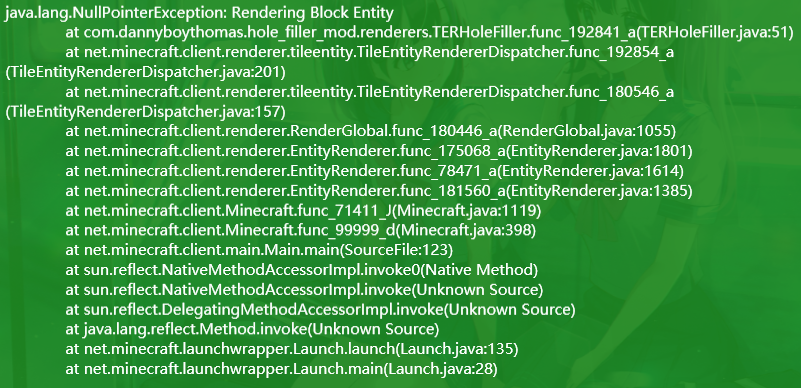 java.lang.NullPointerException: Rendering Block Entity
at com.dannyboythomas.hole_filler_mod.renderers.TERHoleFiller.func_192841_a(TERHoleFiller.java:51)
at net.minecraft.client.renderer.tileentity.TileEntityRendererDispatcher.func_192854_a
(TileEntityRendererDispatcher.java:201)
at net.minecraft.client.renderer.tileentity.TileEntityRendererDispatcher.func_180546_a
(TileEntityRendererDispatcher.java:157)
at net.minecraft.client.renderer.RenderGlobal.func_180446_a(RenderGlobal.java:1055)
at net.minecraft.client.renderer.EntityRenderer.func_175068_a(EntityRenderer.java:1801)
at net.minecraft.client.renderer.EntityRenderer.func_78471_a(EntityRenderer.java:1614)
at net.minecraft.client.renderer.EntityRenderer.func_181560_a(EntityRenderer.java:1385)
at net.minecraft.client.Minecraft.func_71411_J(Minecraft.java:1119)
at net.minecraft.client.Minecraft.func_99999_d(Minecraft.java:398)
at net.minecraft.client.main.Main.main(SourceFile:123)
at sun.reflect.NativeMethodAccessorImpl.invoke0(Native Method)
at sun.reflect.NativeMethodAccessorImpl.invoke(Unknown Source)
at sun.reflect.DelegatingMethodAccessorImpl.invoke(Unknown Source)
at java.lang.reflect.Method.invoke(Unknown Source)
at net.minecraft.launchwrapper.Launch.launch(Launch.java:135)
at net.minecraft.launchwrapper.Launch.main(Launch.java:28)